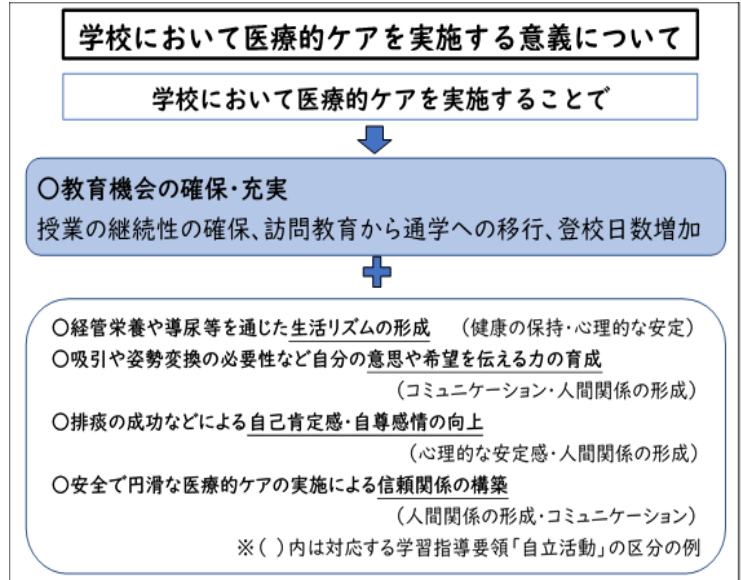 学校において医療的ケアを実施する意義について
学校において医療的ケアを実施することで
○教育機会の確保・充実
授業の継続性の確保、訪問教育から通学への移行、登校日数増加
○経管栄養や導尿等を通じた生活リズムの形成 (健康の保持・心理的な安定)
○吸引や姿勢変換の必要性など自分の意思や希望を伝える力の育成
(コミュニケーション・人間関係の形成)
○排痰の成功などによる自己肯定感・自尊感情の向上
(心理的な安定感・人間関係の形成)
○安全で円滑な医療的ケアの実施による信頼関係の構築
(人間関係の形成・コミュニケーション)
※( )内は対応する学習指導要領「自立活動」の区分の例